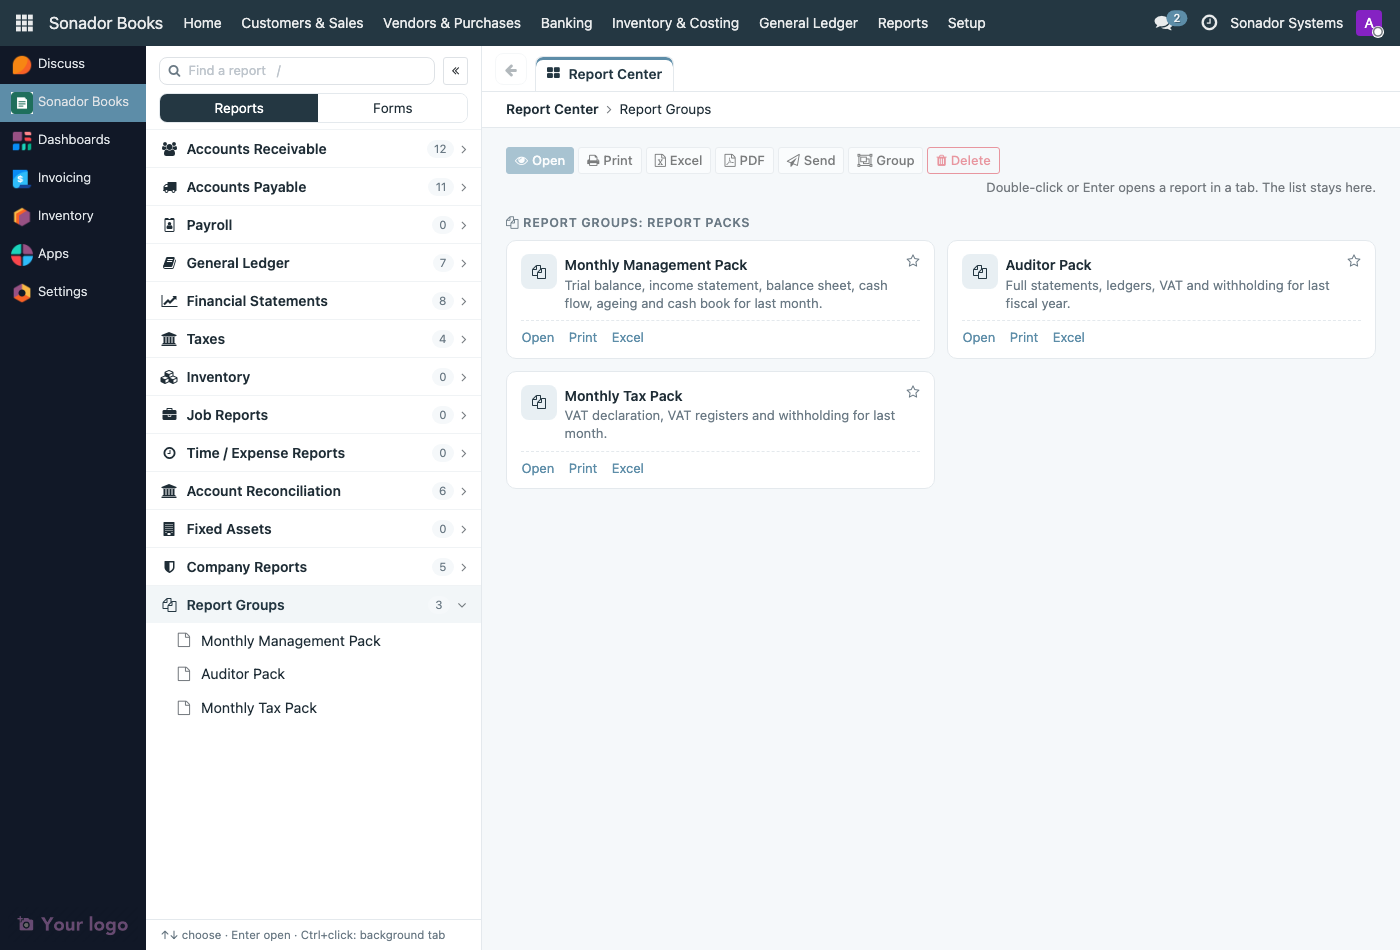 Sonador Books
Home
Customers & Sales
Vendors & Purchases
Banking
Inventory & Costing
General Ledger
Reports
Setup
2
Sonador Systems
A
Discuss
Sonador Books
Dashboards
Invoicing
Inventory
Apps
Settings
Your logo
Find a report /
«
Reports
Forms
Accounts Receivable 12
Accounts Payable 11
Payroll 0
General Ledger 7
Financial Statements 8
Taxes 4
Inventory 0
Job Reports 0
Time / Expense Reports 0
Account Reconciliation 6
Fixed Assets 0
Company Reports 5
Report Groups 3
Monthly Management Pack
Auditor Pack
Monthly Tax Pack
↑↓ choose · Enter open · Ctrl+click: background tab
Report Center
Report Center › Report Groups
Open
Print
Excel
PDF
Send
Group
Delete
Double-click or Enter opens a report in a tab. The list stays here.
REPORT GROUPS: REPORT PACKS
Monthly Management Pack
Trial balance, income statement, balance sheet, cash
flow, ageing and cash book for last month.
Open Print Excel
Auditor Pack
Full statements, ledgers, VAT and withholding for last
fiscal year.
Open Print Excel
Monthly Tax Pack
VAT declaration, VAT registers and withholding for last
month.
Open Print Excel